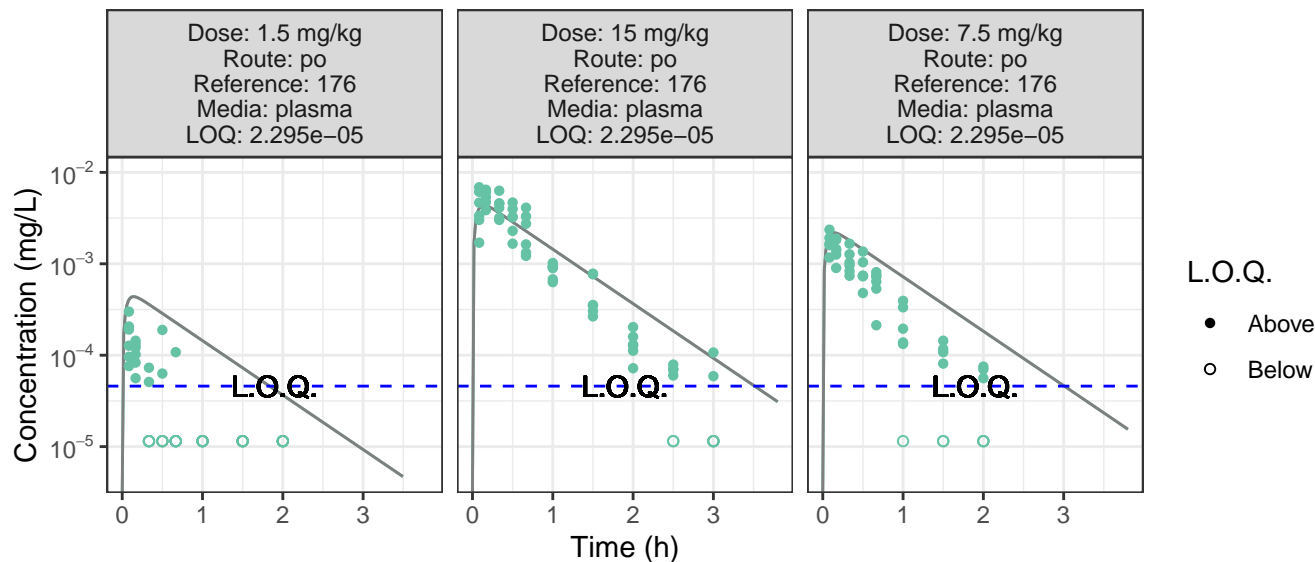 Dose: 1.5 mg/kg
Route: po
Reference: 176
Media: plasma
LOQ: 2.295e−05
Dose: 15 mg/kg
Route: po
Reference: 176
Media: plasma
LOQ: 2.295e−05
Dose: 7.5 mg/kg
Route: po
Reference: 176
Media: plasma
LOQ: 2.295e−05
Concentration (mg/L)
10⁻²
10⁻³
10⁻⁴
10⁻⁵
L.O.Q.
L.O.Q.
L.O.Q.
0 1 2 3
0 1 2 3
0 1 2 3
Time (h)
L.O.Q.
Above
Below